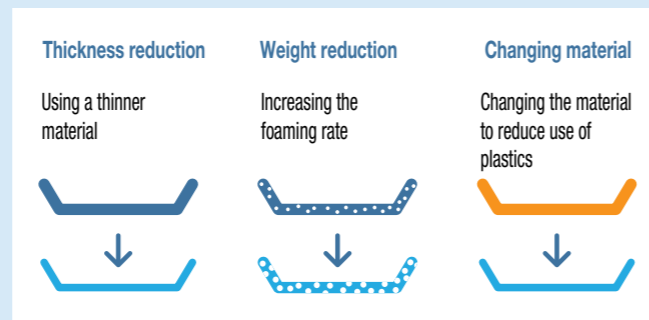 Thickness reduction
Using a thinner
material
Weight reduction
Increasing the
foaming rate
Changing material
Changing the material
to reduce use of
plastics